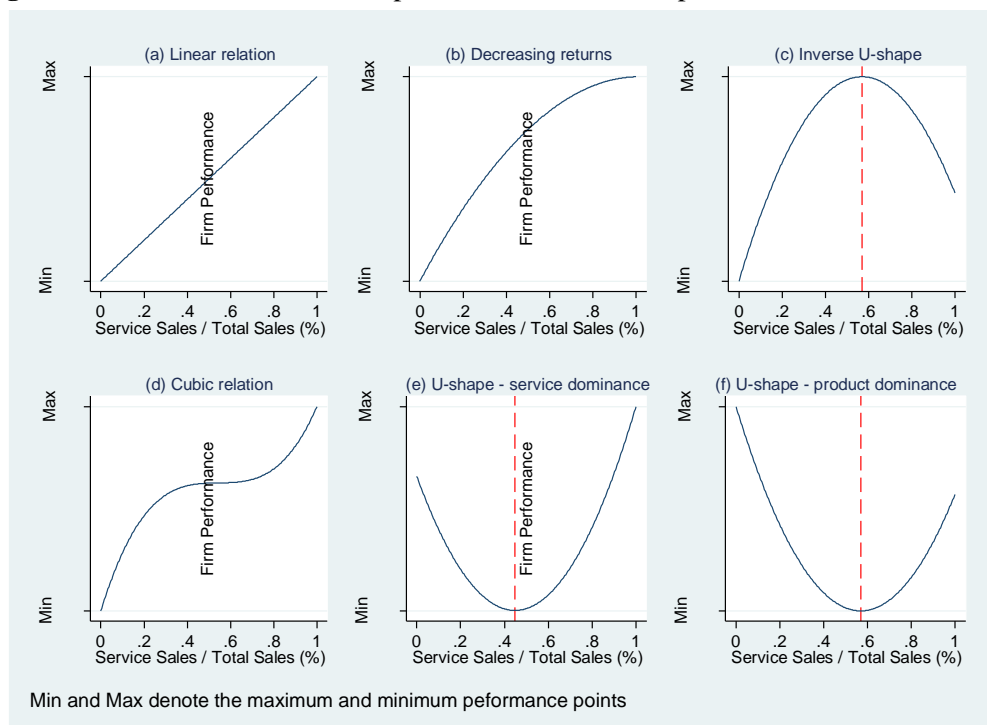 (a) Linear relation
Max
Firm Performance
Min
0 .2 .4 .6 .8 1
Service Sales / Total Sales (%)
(b) Decreasing returns
Max
Firm Performance
Min
0 .2 .4 .6 .8 1
Service Sales / Total Sales (%)
(c) Inverse U-shape
Max
Min
0 .2 .4 .6 .8 1
Service Sales / Total Sales (%)
(d) Cubic relation
Max
Firm Performance
Min
0 .2 .4 .6 .8 1
Service Sales / Total Sales (%)
(e) U-shape - service dominance
Max
Firm Performance
Min
0 .2 .4 .6 .8 1
Service Sales / Total Sales (%)
(f) U-shape - product dominance
Max
Min
0 .2 .4 .6 .8 1
Service Sales / Total Sales (%)
Min and Max denote the maximum and minimum peformance points